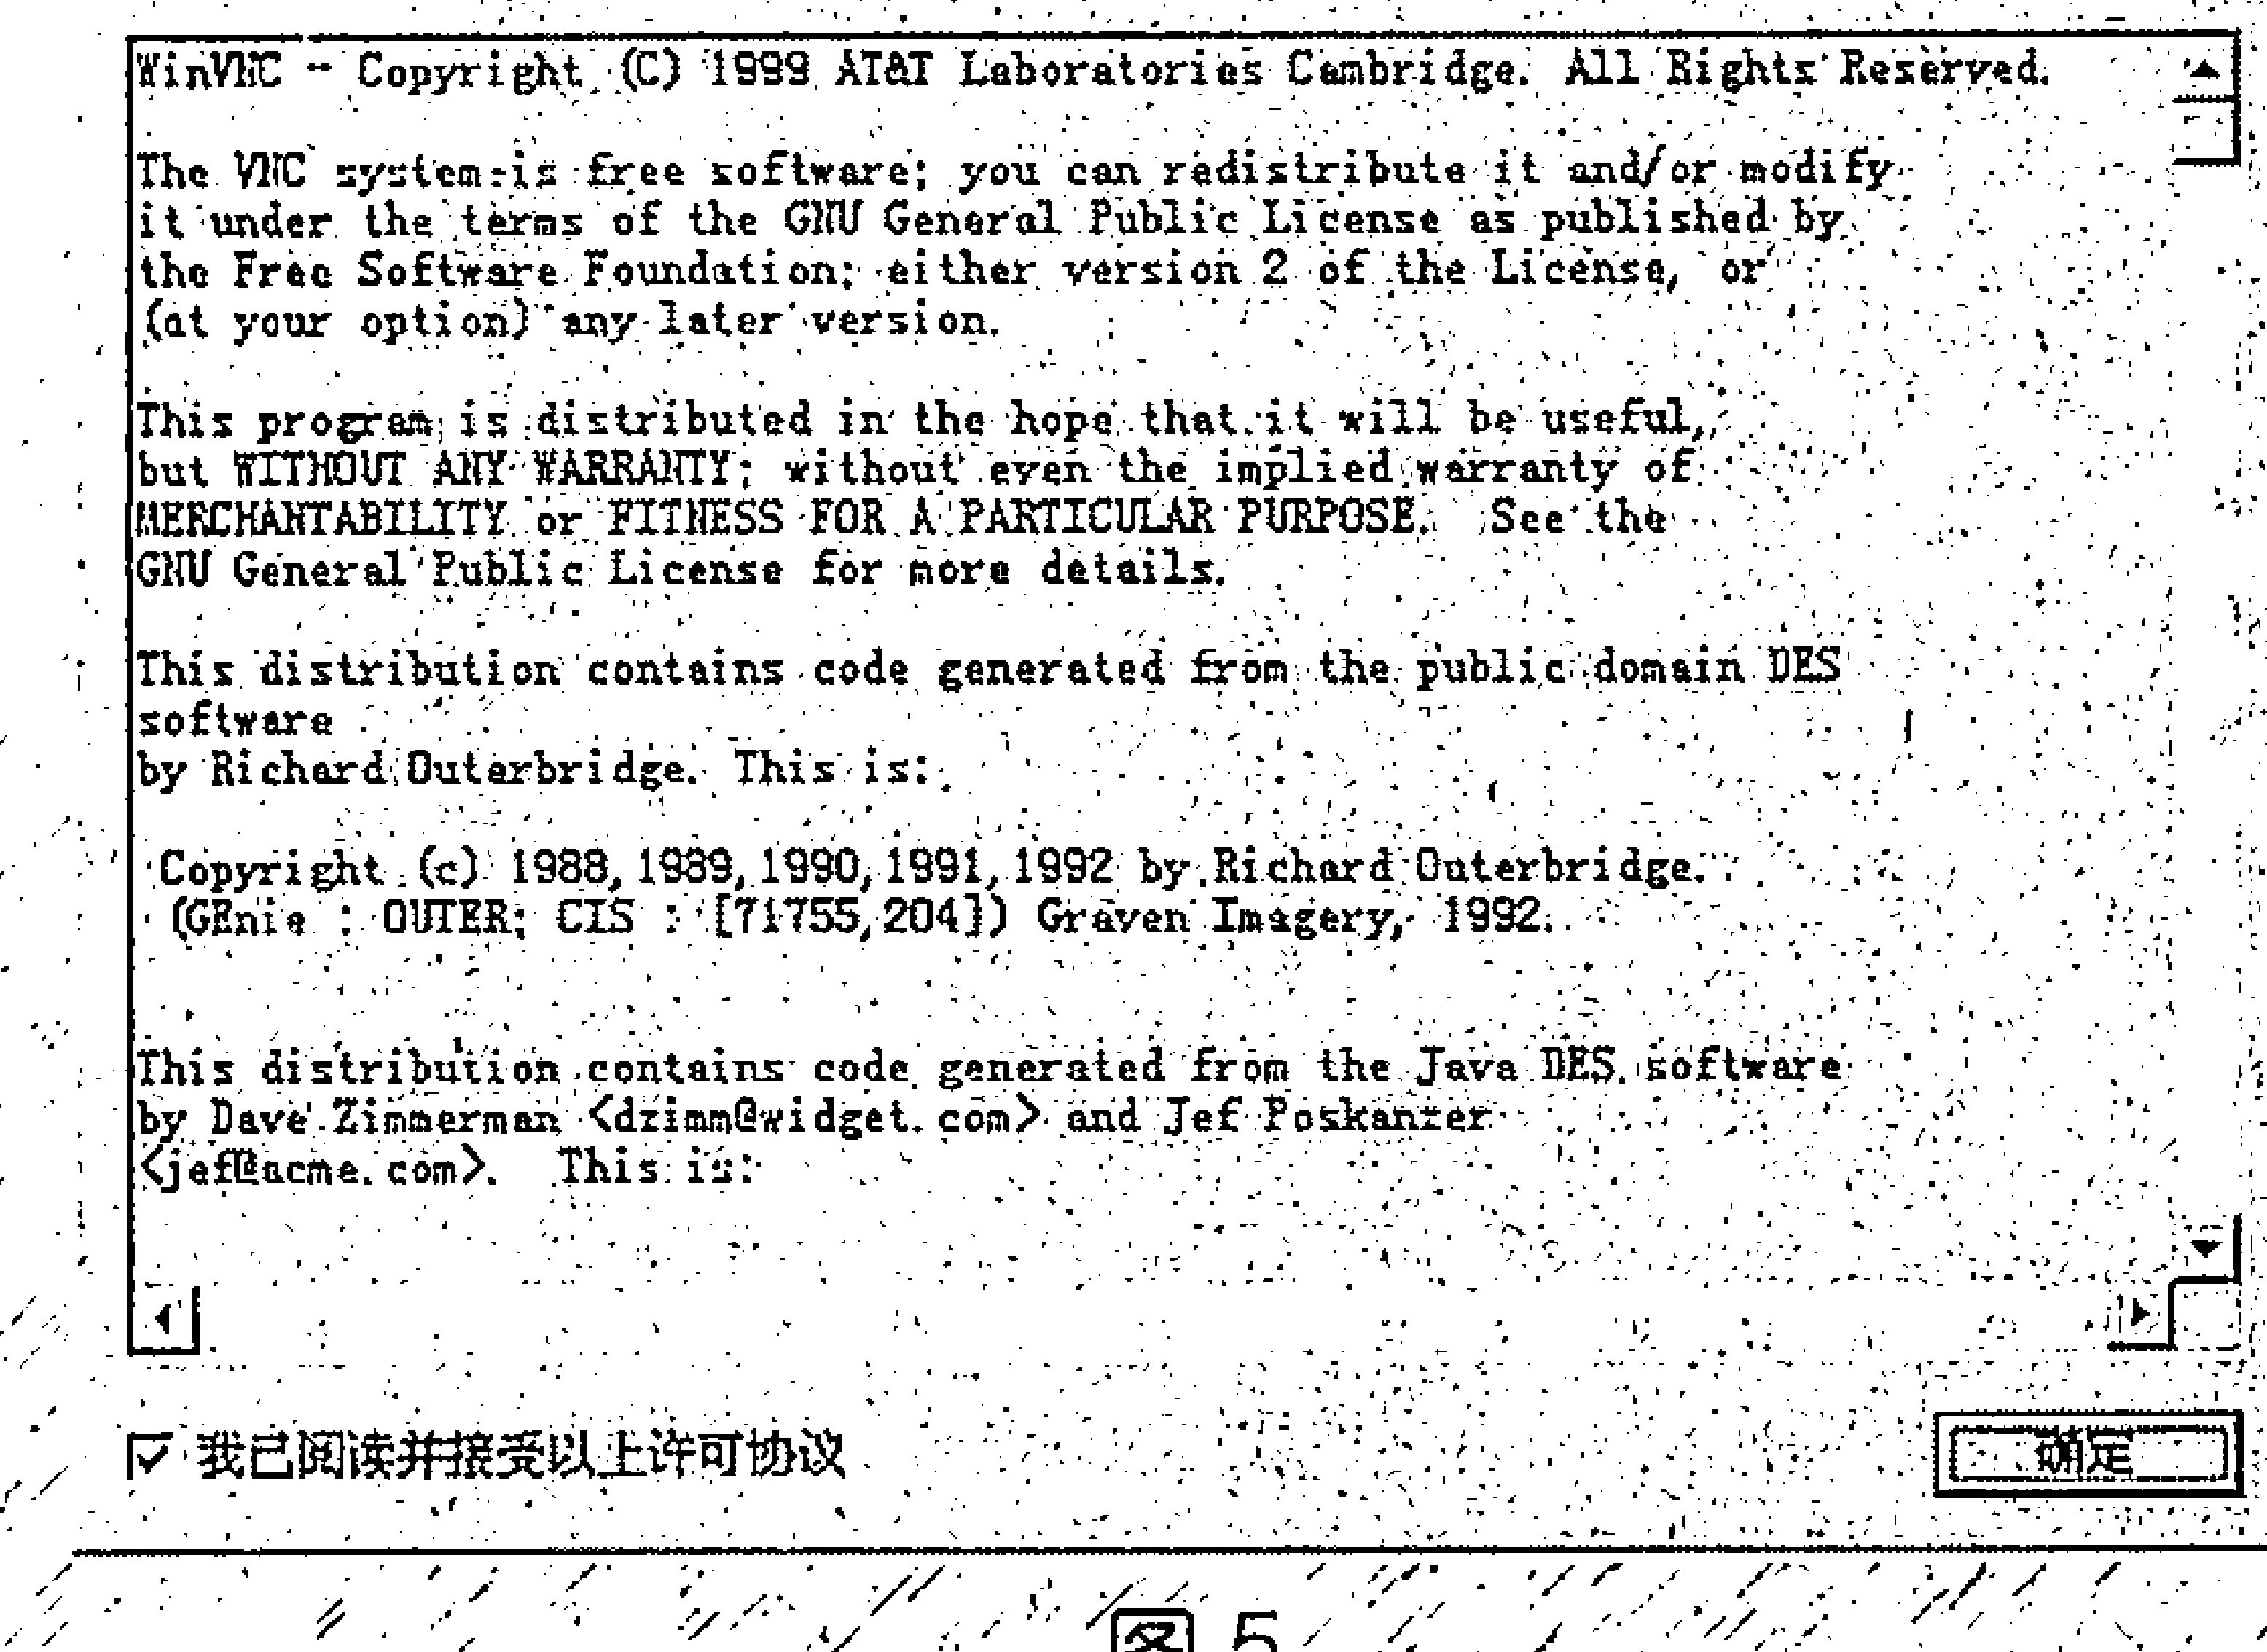 WinVNC - Copyright (C) 1999 AT&T Laboratories Cambridge. All Rights Reserved.
The VNC system is free software; you can redistribute it and/or modify
it under the terms of the GNU General Public License as published by
the Free Software Foundation; either version 2 of the License, or
(at your option) any later version.
This program is distributed in the hope that it will be useful,
but WITHOUT ANY WARRANTY; without even the implied warranty of
MERCHANTABILITY or FITNESS FOR A PARTICULAR PURPOSE. See the
GNU General Public License for more details.
This distribution contains code generated from the public domain DES
software
by Richard Outerbridge. This is:
Copyright (c) 1988,1989,1990,1991,1992 by Richard Outerbridge.
(GEnie : OUTER; CIS : [71755,204]) Graven Imagery, 1992.
This distribution contains code generated from the Java DES software
by Dave Zimmerman <dzimm@widget.com> and Jef Poskanzer
<jef@acme.com>. This is:
我已阅读并接受以上许可协议
确定
图 5